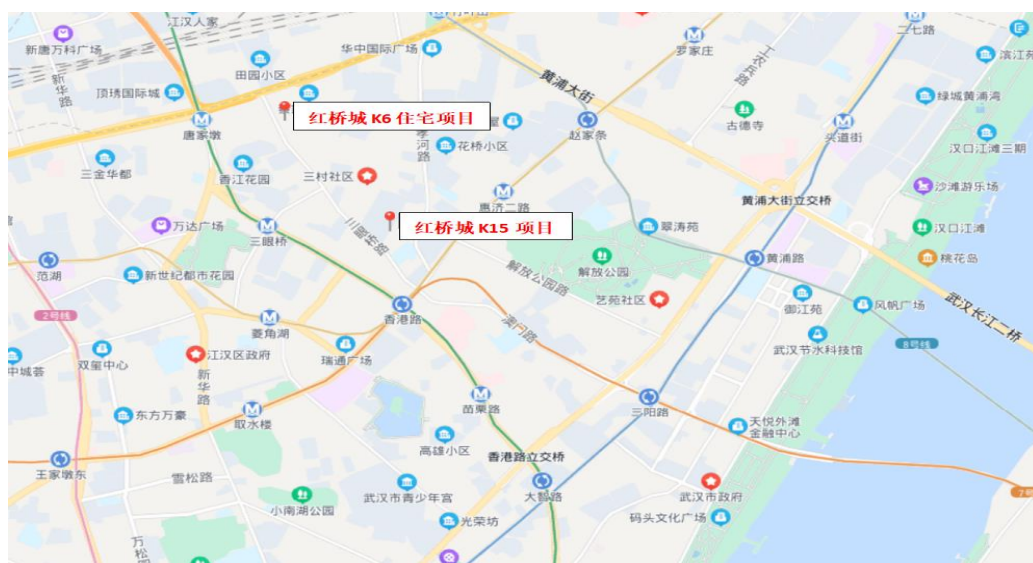 江汉人家
新唐万科广场
华中国际广场
罗家庄
二七路
滨江苑
田园小区
工农兵路
新华路
顶琇国际城
黄浦大街
绿城黄浦湾
红桥城 K6 住宅项目
唐家墩
赵家条
古德寺
头道街
孝河路
花桥小区
汉口江滩三期
三金华都
香江花园
三村社区
沙滩游乐场
惠济二路
黄浦大街立交桥
万达广场
三眼桥
三眼桥路
红桥城 K15 项目
翠涛苑
汉口江滩
范湖
新世纪都市花园
解放公园
解放公园路
黄浦路
桃花岛
2号线
香港路
艺苑社区
御江苑
风帆广场
武汉长江二桥
菱角湖
澳门路
8号线
双玺中心
江汉区政府
瑞通广场
武汉节水科技馆
中城荟
新华路
东方万豪
取水楼
苗栗路
三阳路
天悦外滩
金融中心
王家墩东
雪松路
高雄小区
香港路立交桥
大智路
武汉市青少年宫
武汉市政府
小南湖公园
光荣坊
码头文化广场
万松